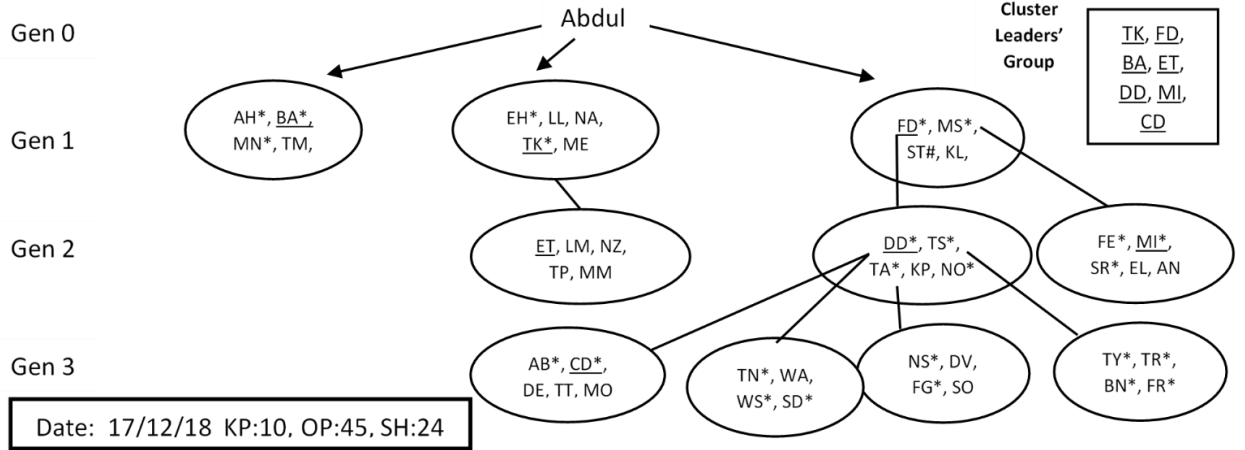 Gen 0
Abdul
Cluster
Leaders'
Group
TK, FD,
BA, ET,
DD, MI,
CD
Gen 1
AH*, BA*,
MN*, TM,
EH*, LL, NA,
TK*, ME
FD*, MS*,
ST#, KL,
Gen 2
ET, LM, NZ,
TP, MM
DD*, TS*,
TA*, KP, NO*
FE*, MI*,
SR*, EL, AN
Gen 3
AB*, CD*,
DE, TT, MO
TN*, WA,
WS*, SD*
NS*, DV,
FG*, SO
TY*, TR*,
BN*, FR*
Date: 17/12/18 KP:10, OP:45, SH:24